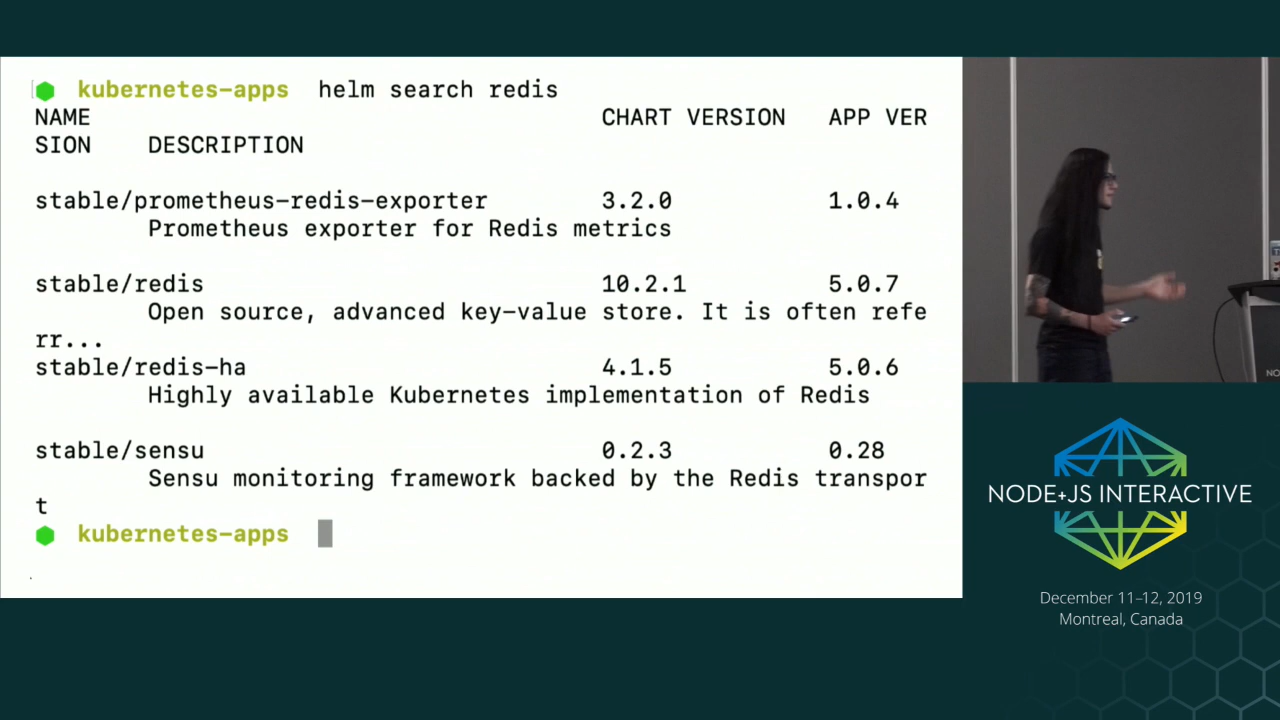 kubernetes-apps helm search redis
NAME CHART VERSION APP VER
SION DESCRIPTION
stable/prometheus-redis-exporter 3.2.0 1.0.4
Prometheus exporter for Redis metrics
stable/redis 10.2.1 5.0.7
Open source, advanced key-value store. It is often refe
rr...
stable/redis-ha 4.1.5 5.0.6
Highly available Kubernetes implementation of Redis
stable/sensu 0.2.3 0.28
Sensu monitoring framework backed by the Redis transpor
t
kubernetes-apps
NO
NODE+JS INTERACTIVE
December 11–12, 2019
Montreal, Canada